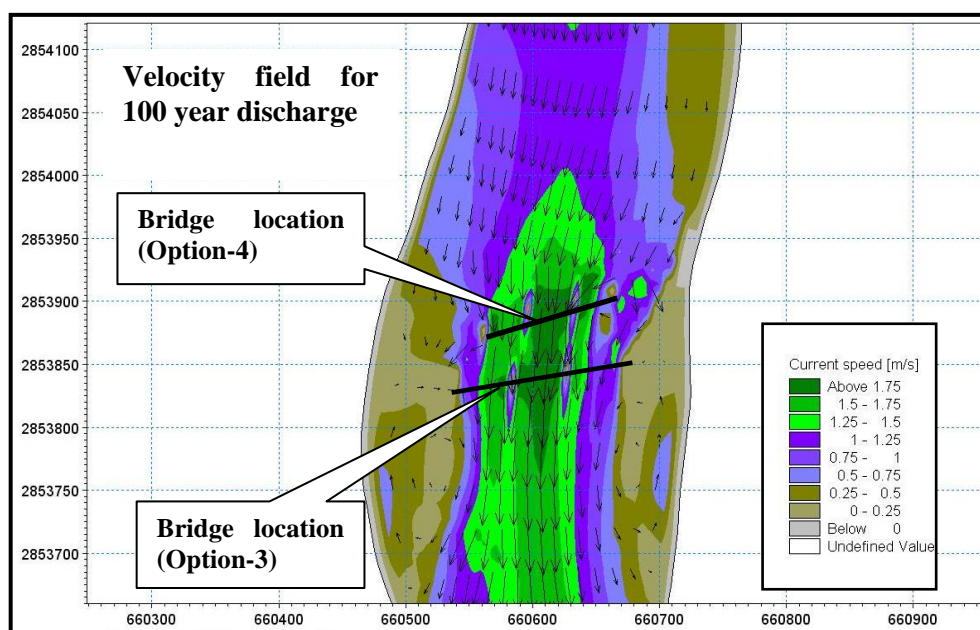 Velocity field for
100 year discharge
Bridge location
(Option-4)
Bridge location
(Option-3)
2854100
2854050
2854000
2853950
2853900
2853850
2853800
2853750
2853700
660300
660400
660500
660600
660700
660800
660900
Current speed [m/s]
Above 1.75
1.5 - 1.75
1.25 - 1.5
1 - 1.25
0.75 - 1
0.5 - 0.75
0.25 - 0.5
0 - 0.25
Below 0
Undefined Value